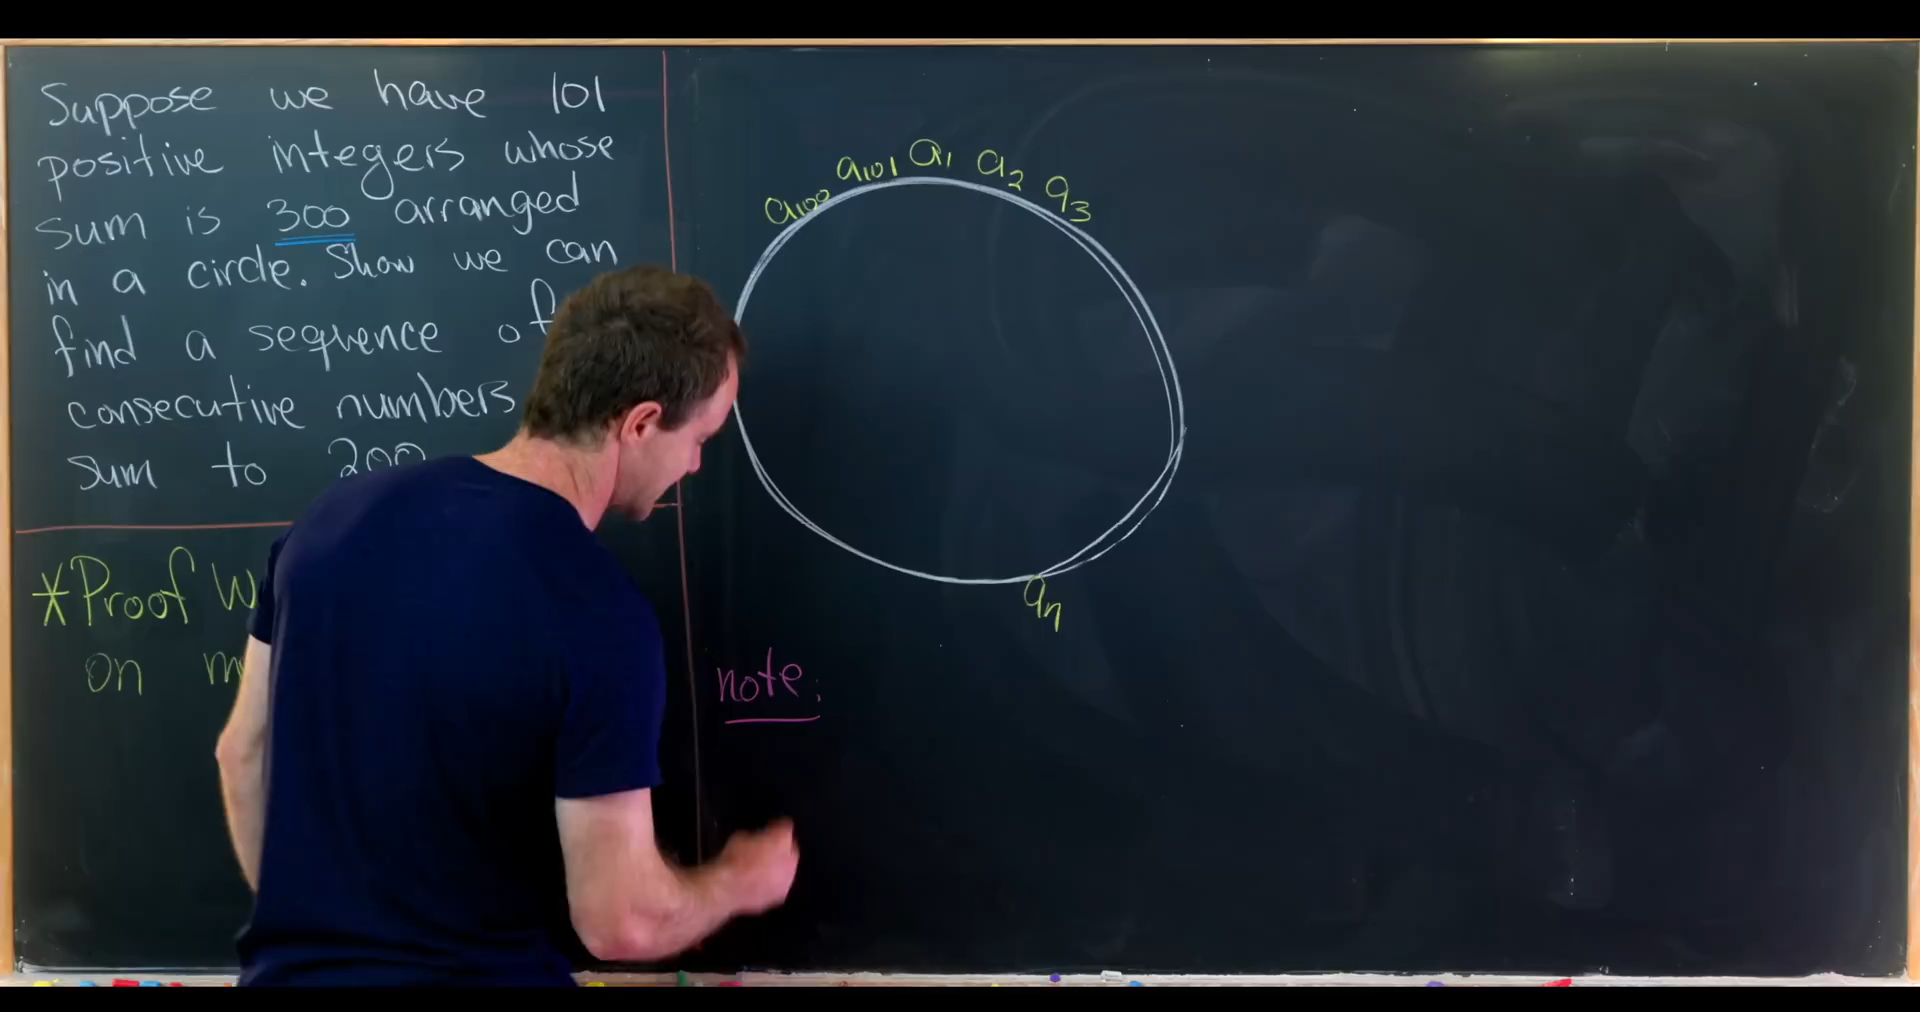 Suppose we have 101
positive integers whose
sum is 300 arranged
in a circle. Show we can
find a sequence of
consecutive numbers
sum to 200
*Proof
on
a100 a101 a1 a2 a3
an
note: